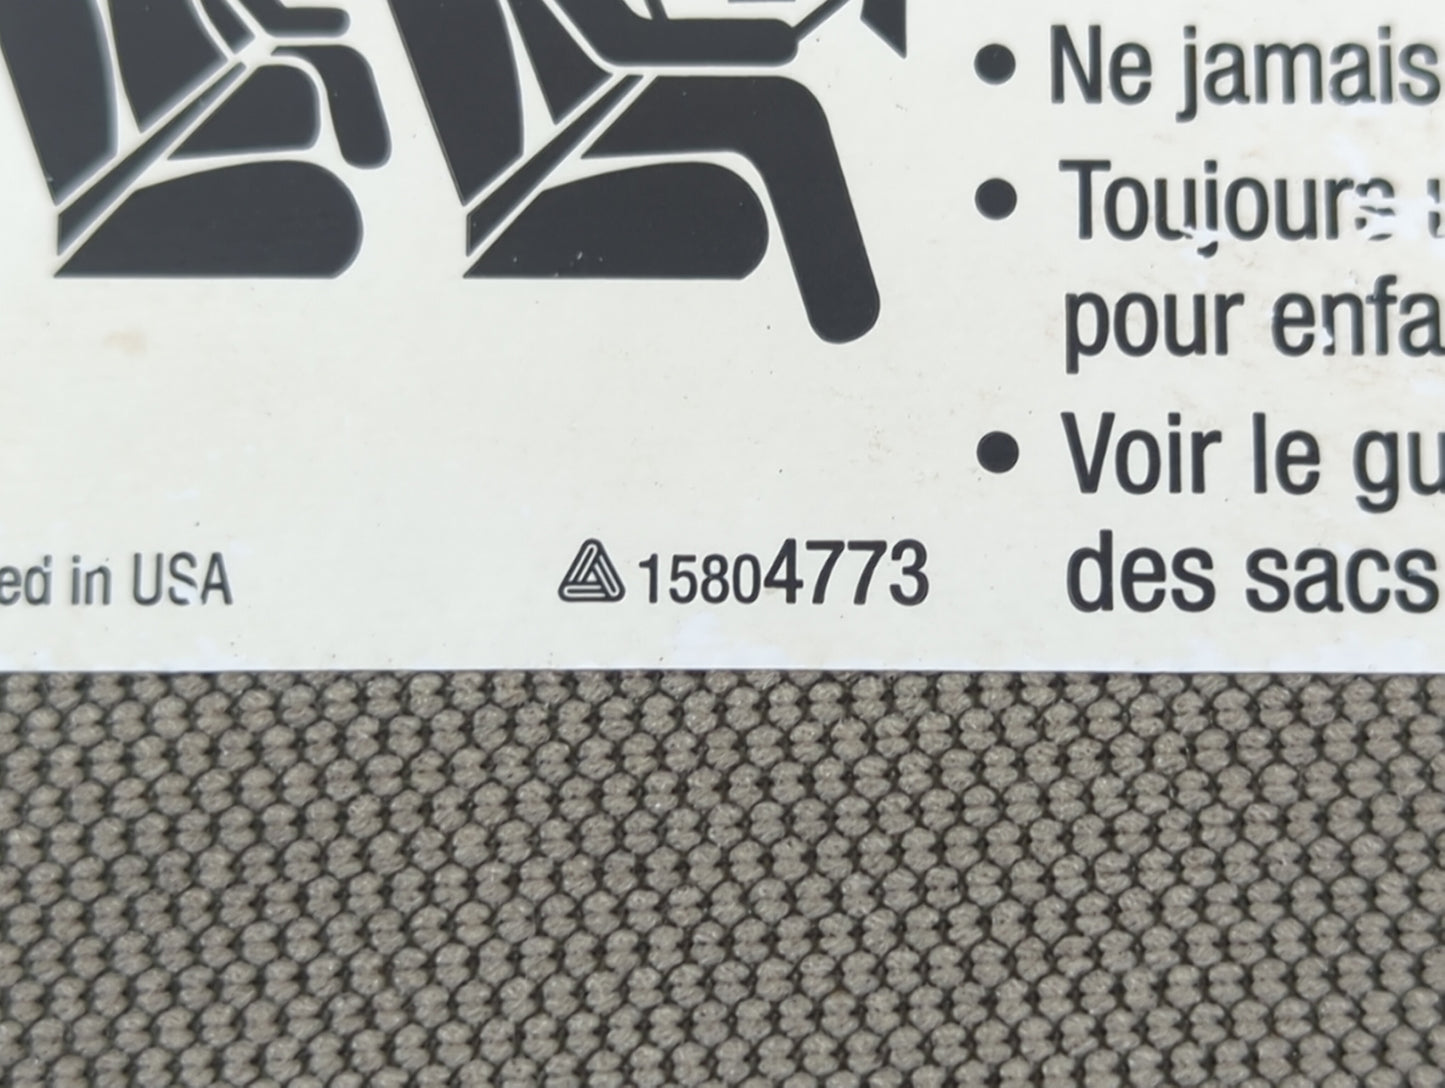 Ne jamais
Toujours
pour enfa
Voir le gu
des sacs
ed in USA
15804773